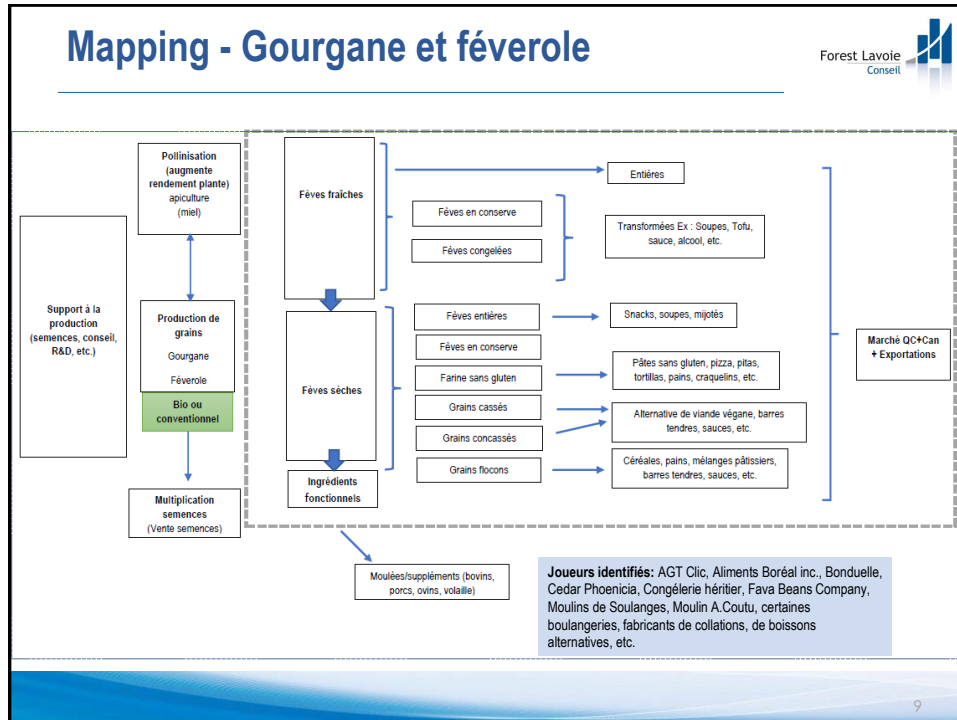 Mapping - Gourgane et féverole
Forest Lavoie
Conseil
Support à la
production
(semences, conseil,
R&D, etc.)
Pollinisation
(augmente
rendement plante)
apiculture
(miel)
Production de
grains
Gourgane
Féverole
Bio ou
conventionnel
Multiplication
semences
(Vente semences)
Fèves fraîches
Fèves sèches
Ingrédients
fonctionnels
Fèves en conserve
Fèves congelées
Fèves entières
Fèves en conserve
Farine sans gluten
Grains cassés
Grains concassés
Grains flocons
Entiéres
Transformées Ex : Soupes, Tofu,
sauce, alcool, etc.
Snacks, soupes, mijotés
Pâtes sans gluten, pizza, pitas,
tortillas, pains, craquelins, etc.
Alternative de viande végane, barres
tendres, sauces, etc.
Céréales, pains, mélanges pâtissiers,
barres tendres, sauces, etc.
Marché QC+Can
+ Exportations
Moulées/suppléments (bovins,
porcs, ovins, volaille)
Joueurs identifiés: AGT Clic, Aliments Boréal inc., Bonduelle,
Cedar Phoenicia, Congélerie héritier, Fava Beans Company,
Moulins de Soulanges, Moulin A.Coutu, certaines
boulangeries, fabricants de collations, de boissons
alternatives, etc.
9